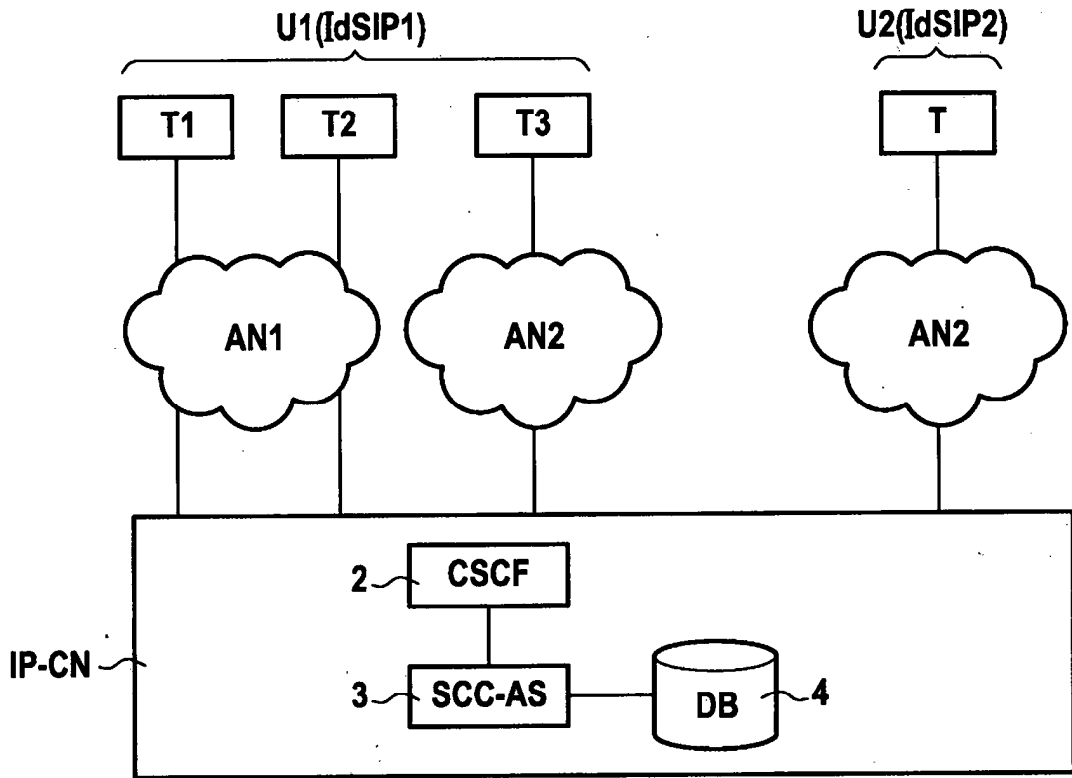 U1(IdSIP1)
U2(IdSIP2)
T1
T2
T3
T
AN1
AN2
AN2
2
CSCF
IP-CN
3
SCC-AS
DB
4